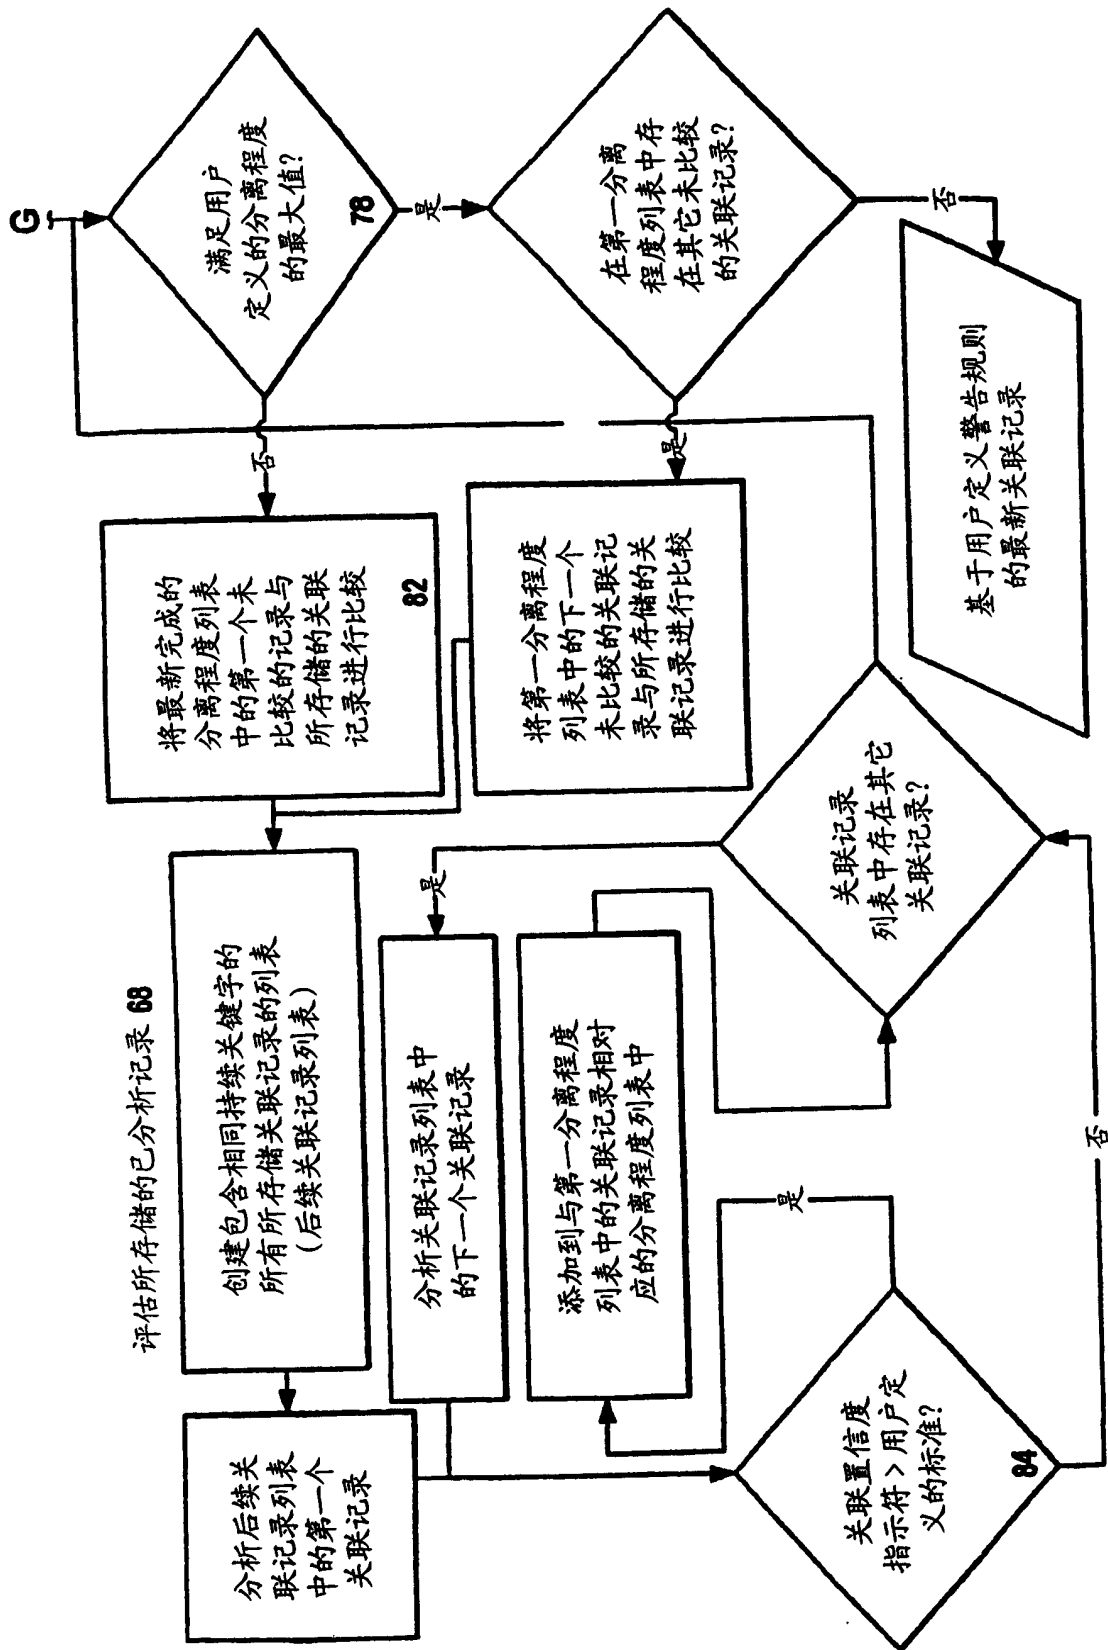 评估所存储的已分析记录 68
G
满足用户
定义的分离程度
的最大值?
78
是
否
在第一分离
程度列表中存
在其它未比较
的关联记录?
否
是
基于用户定义警告规则
的最新关联记录
将最新完成的
分离程度列表
中的第一个未
比较的记录与
所存储的关联
记录进行比较
82
将第一分离程度
列表中的下一个
未比较的关联记
录与所存储的关
联记录进行比较
创建包含相同持续关键字的
所有所存储关联记录的列表
(后续关联记录列表)
分析后续关
联记录列表
中的第一个
关联记录
分析关联记录列表中
的下一个关联记录
是
添加到与第一分离程度
列表中的关联记录相对
应的分离程度列表中
关联记录
列表中存在其它
关联记录?
关联置信度
指示符>用户定
义的标准?
84
是
否